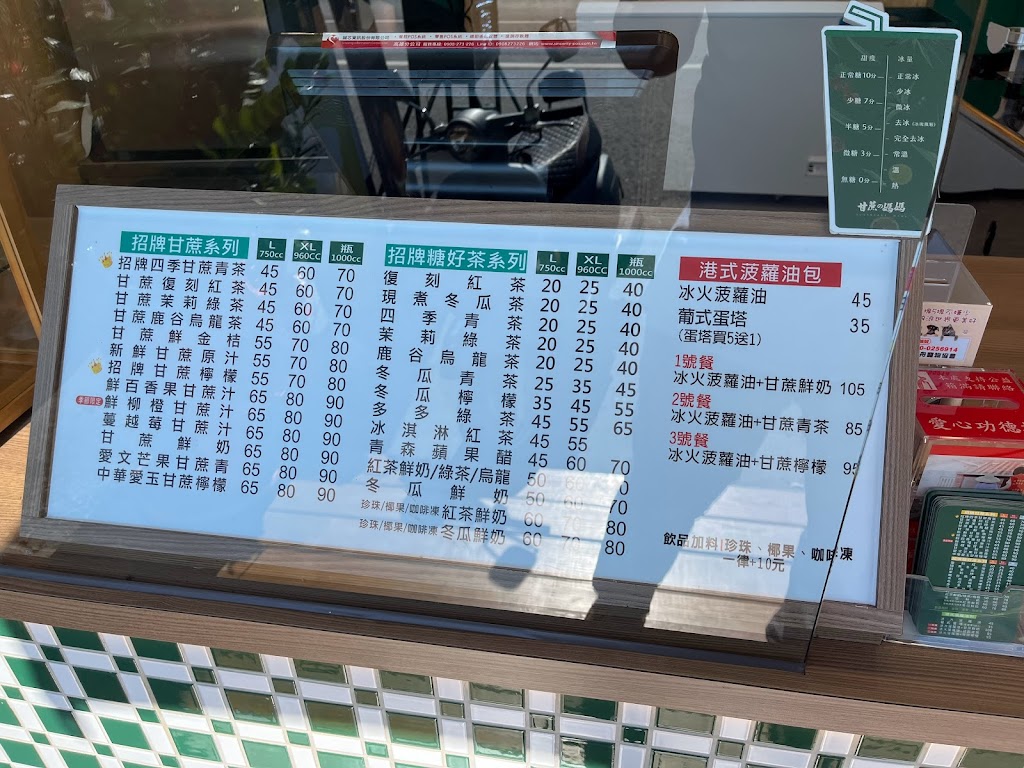 甜度 冰量
正常糖10分 正常冰
少冰
少糖 7分 微冰
半糖 5分 去冰
完全去冰
微糖 3分 常溫
溫
無糖 0分 熱
甘蔗の媽媽
招牌甘蔗系列 L 750cc XL 960CC 瓶 1000cc
招牌四季甘蔗青茶 45 60 70
甘蔗復刻紅茶 45 60 70
甘蔗茉莉綠茶 45 60 70
甘蔗鹿谷烏龍茶 45 60 70
甘蔗鮮金桔 55 70 80
新鮮甘蔗原汁 55 70 80
招牌甘蔗檸檬 55 70 80
鮮百香果甘蔗汁 55 70 80
鮮柳橙甘蔗汁 65 80 90
蔓越莓甘蔗汁 65 80 90
甘蔗鮮奶 65 80 90
愛文芒果甘蔗青 65 80 90
中華愛玉甘蔗檸檬 65 80 90
招牌糖好茶系列 L 750cc XL 960CC 瓶 1000cc
復刻紅茶 20 25 40
現煮冬瓜茶 20 25 40
四季青茶 20 25 40
茉莉綠茶 20 25 40
鹿谷烏龍茶 20 25 40
冬瓜青茶 25 35 45
冬瓜檸檬 35 45 55
多多綠茶 45 55 65
冰淇淋紅茶 45 55
青森蘋果醋 45 60 70
紅茶鮮奶/綠茶/烏龍 50 60 70
冬瓜鮮奶 50 60 70
珍珠/椰果/咖啡凍 紅茶鮮奶 60 70 80
珍珠/椰果/咖啡凍 冬瓜鮮奶 60 70 80
港式菠蘿油包
冰火菠蘿油 45
葡式蛋塔 35
(蛋塔買5送1)
1號餐
冰火菠蘿油+甘蔗鮮奶 105
2號餐
冰火菠蘿油+甘蔗青茶 85
3號餐
冰火菠蘿油+甘蔗檸檬 95
飲品加料|珍珠、椰果、咖啡凍
一律+10元
愛心功德